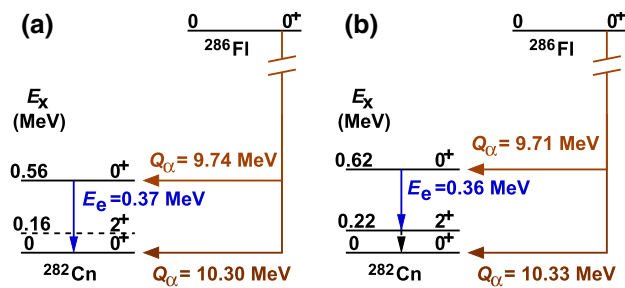 (a)
0 0⁺
²⁸⁶Fl
Eₓ
(MeV)
Qα = 9.74 MeV
0.56 0⁺
Eₑ=0.37 MeV
0.16 2⁺
0 0⁺
²⁸²Cn
Qα = 10.30 MeV
(b)
0 0⁺
²⁸⁶Fl
Eₓ
(MeV)
Qα = 9.71 MeV
0.62 0⁺
Eₑ=0.36 MeV
0.22 2⁺
0 0⁺
²⁸²Cn
Qα = 10.33 MeV